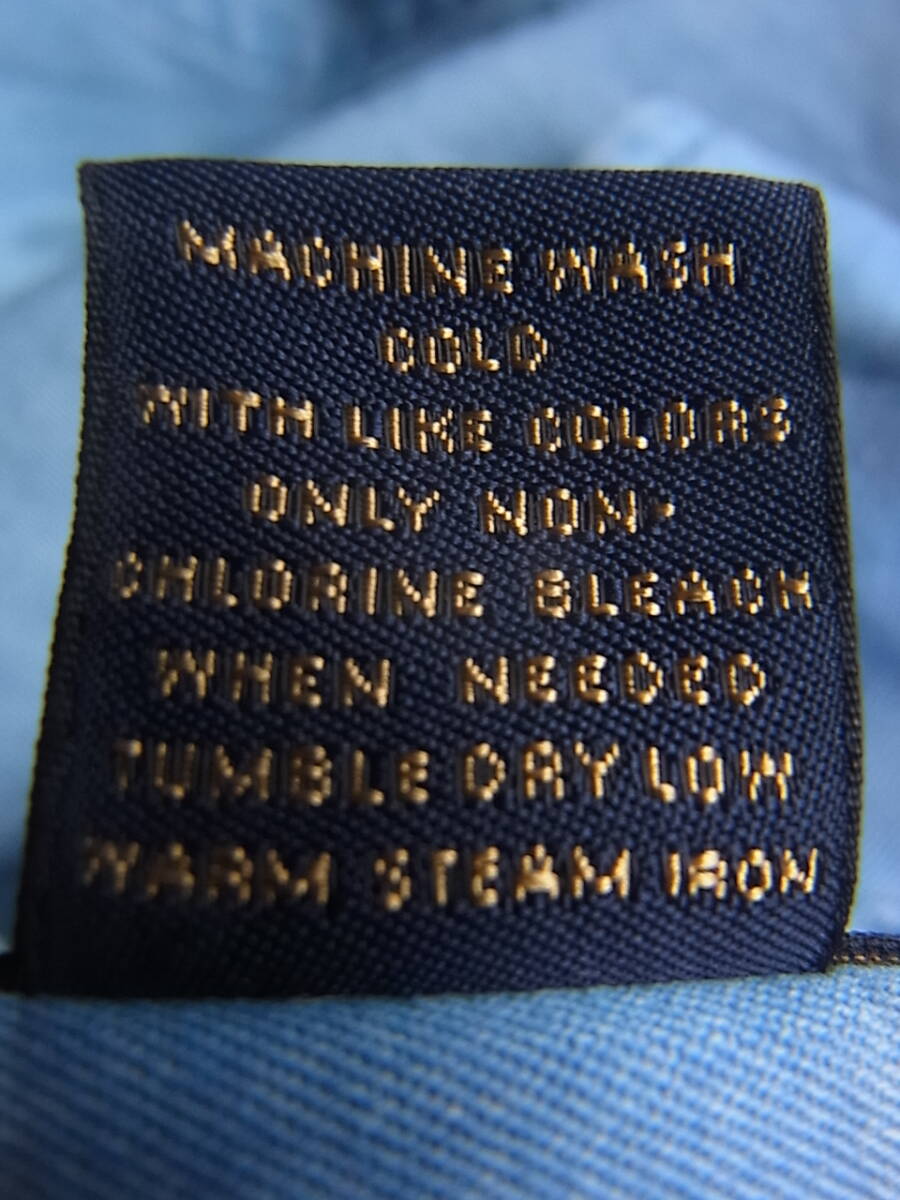 MACHINE WASH
COLD
WITH LIKE COLORS
ONLY NON-
CHLORINE BLEACH
WHEN NEEDED
TUMBLE DRY LOW
WARM STEAM IRON